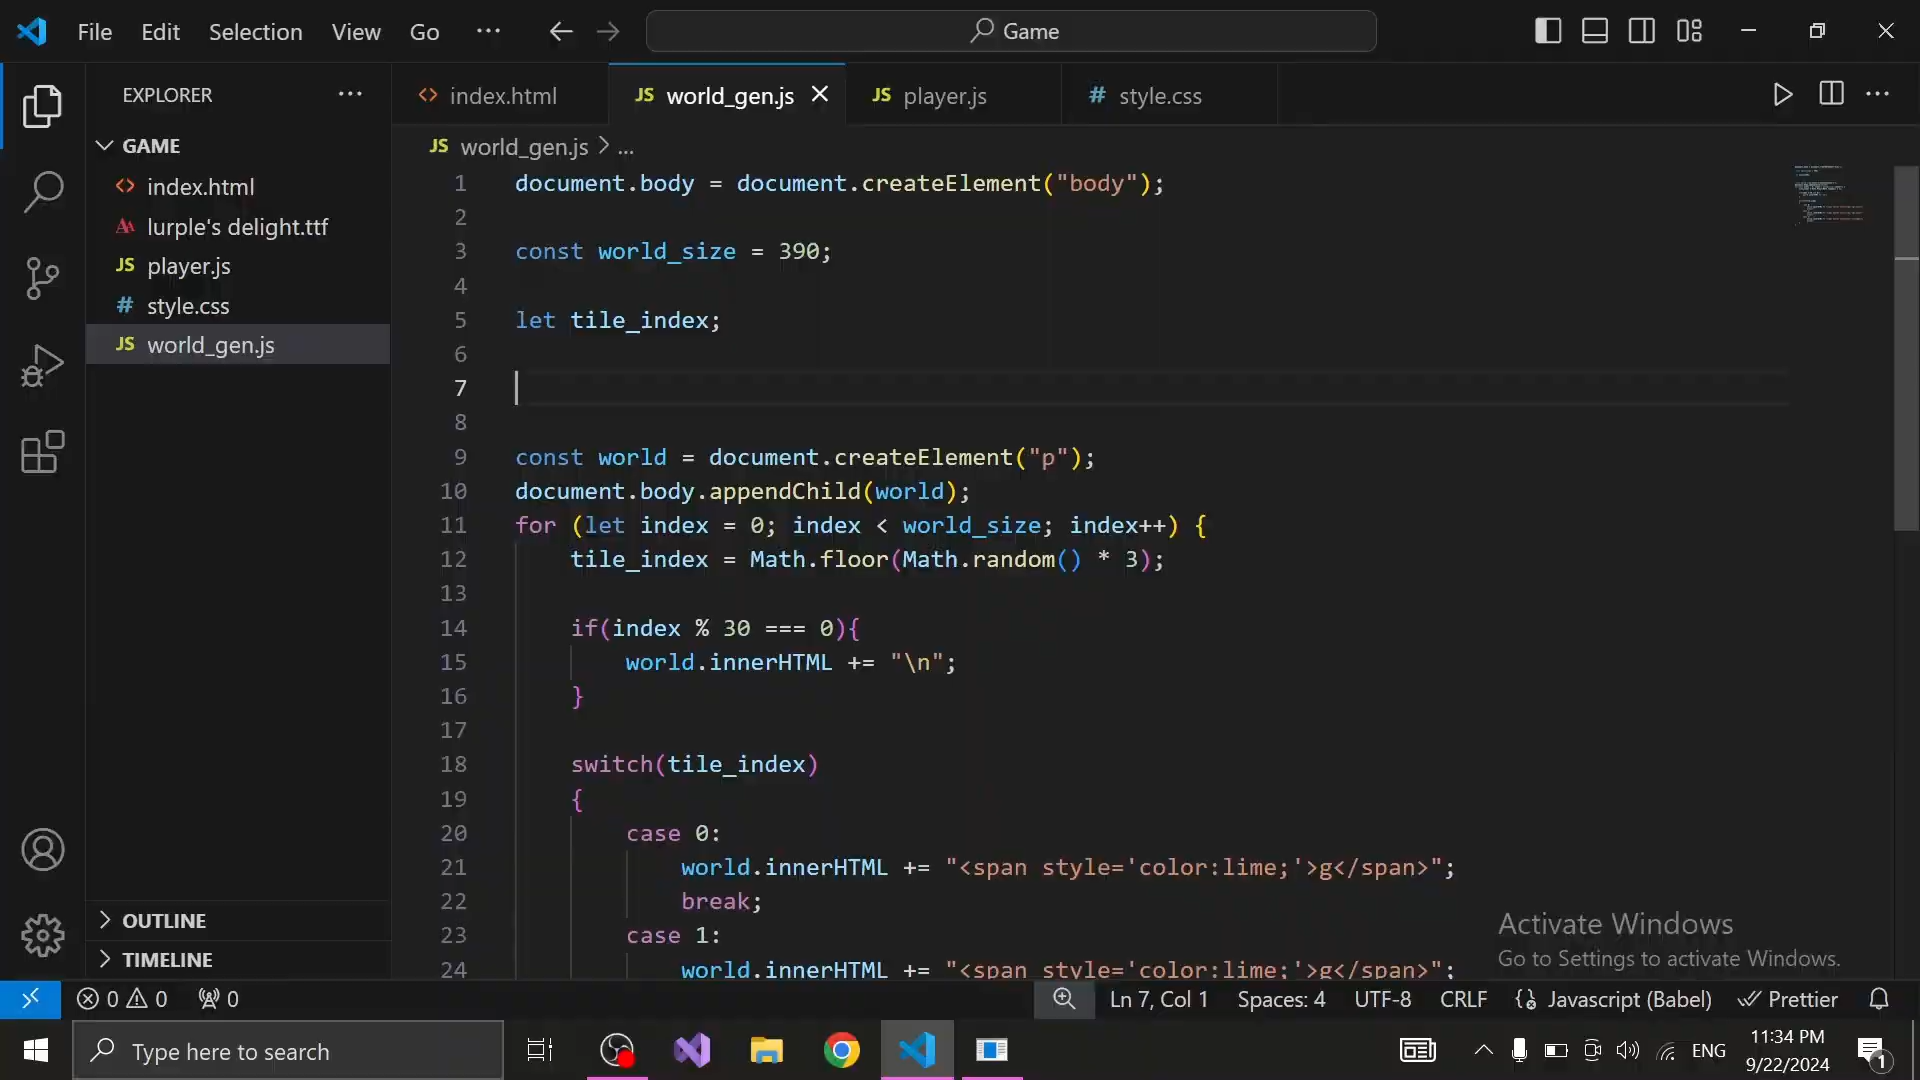 File Edit Selection View Go ··· Game
EXPLORER ···
GAME
<> index.html
lurple's delight.ttf
JS player.js
# style.css
JS world_gen.js
OUTLINE
TIMELINE
<> index.html JS world_gen.js JS player.js # style.css ···
JS world_gen.js > ...
1 document.body = document.createElement("body");
2
3 const world_size = 390;
4
5 let tile_index;
6
7
8
9 const world = document.createElement("p");
10 document.body.appendChild(world);
11 for (let index = 0; index < world_size; index++) {
12 tile_index = Math.floor(Math.random() * 3);
13
14 if(index % 30 === 0){
15 world.innerHTML += "\n";
16 }
17
18 switch(tile_index)
19 {
20 case 0:
21 world.innerHTML += "<span style='color:lime;'>g</span>";
22 break;
23 case 1:
24 world.innerHTML += "<span style='color:lime;'>g</span>";
Activate Windows
Go to Settings to activate Windows.
0 0 0 Ln 7, Col 1 Spaces: 4 UTF-8 CRLF Javascript (Babel) Prettier
Type here to search
ENG
11:34 PM
9/22/2024
1